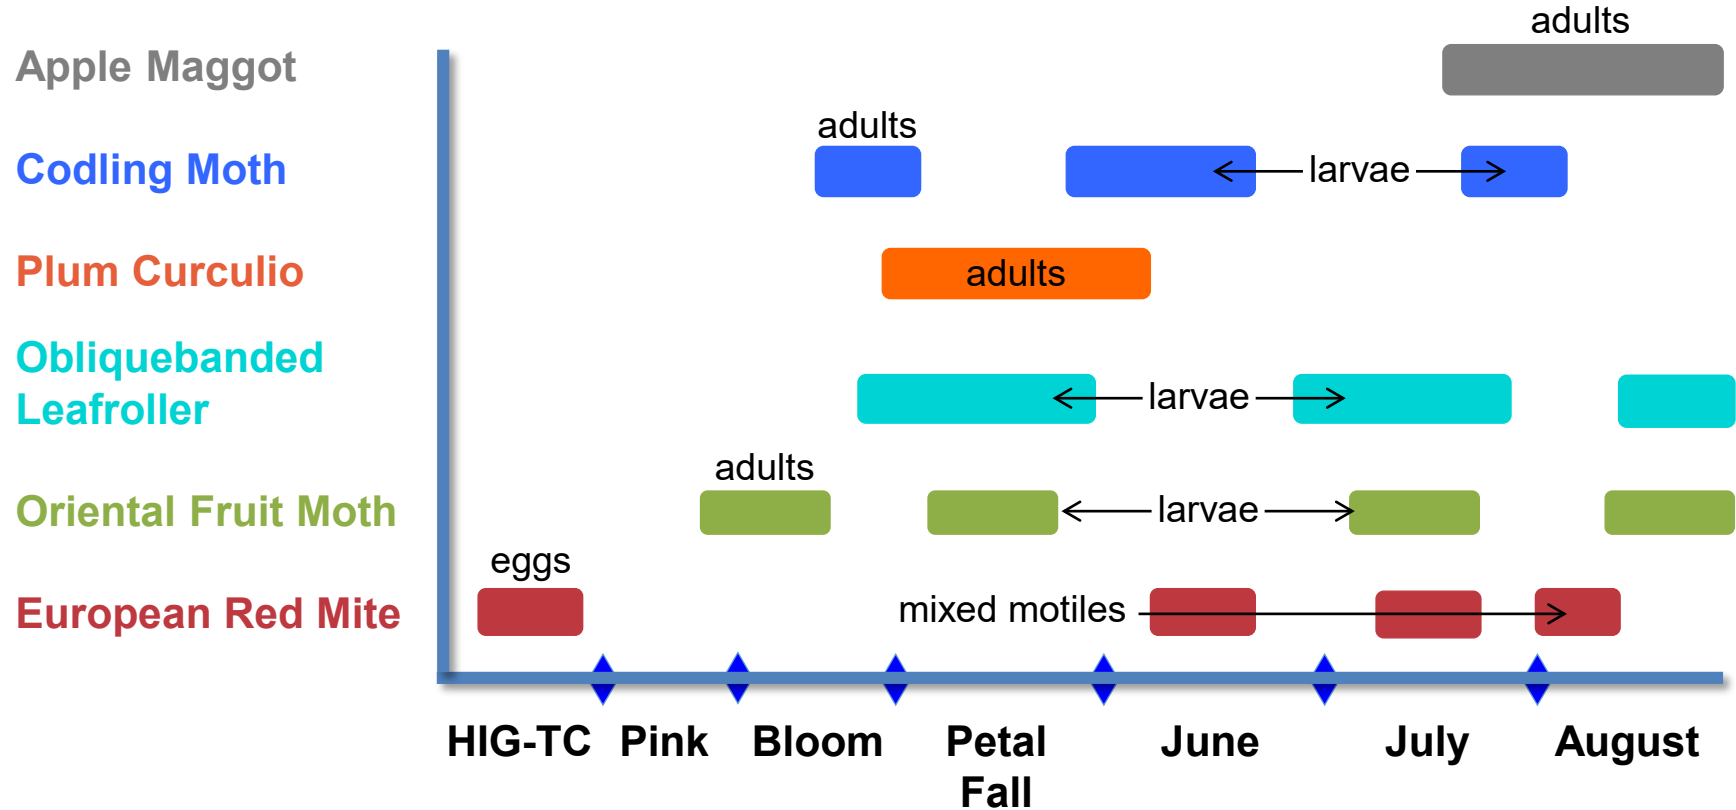 adults
Apple Maggot
adults
Codling Moth
larvae
Plum Curculio
adults
Obliquebanded
Leafroller
larvae
adults
Oriental Fruit Moth
larvae
eggs
European Red Mite
mixed motiles
HIG-TC
Pink
Bloom
Petal
Fall
June
July
August